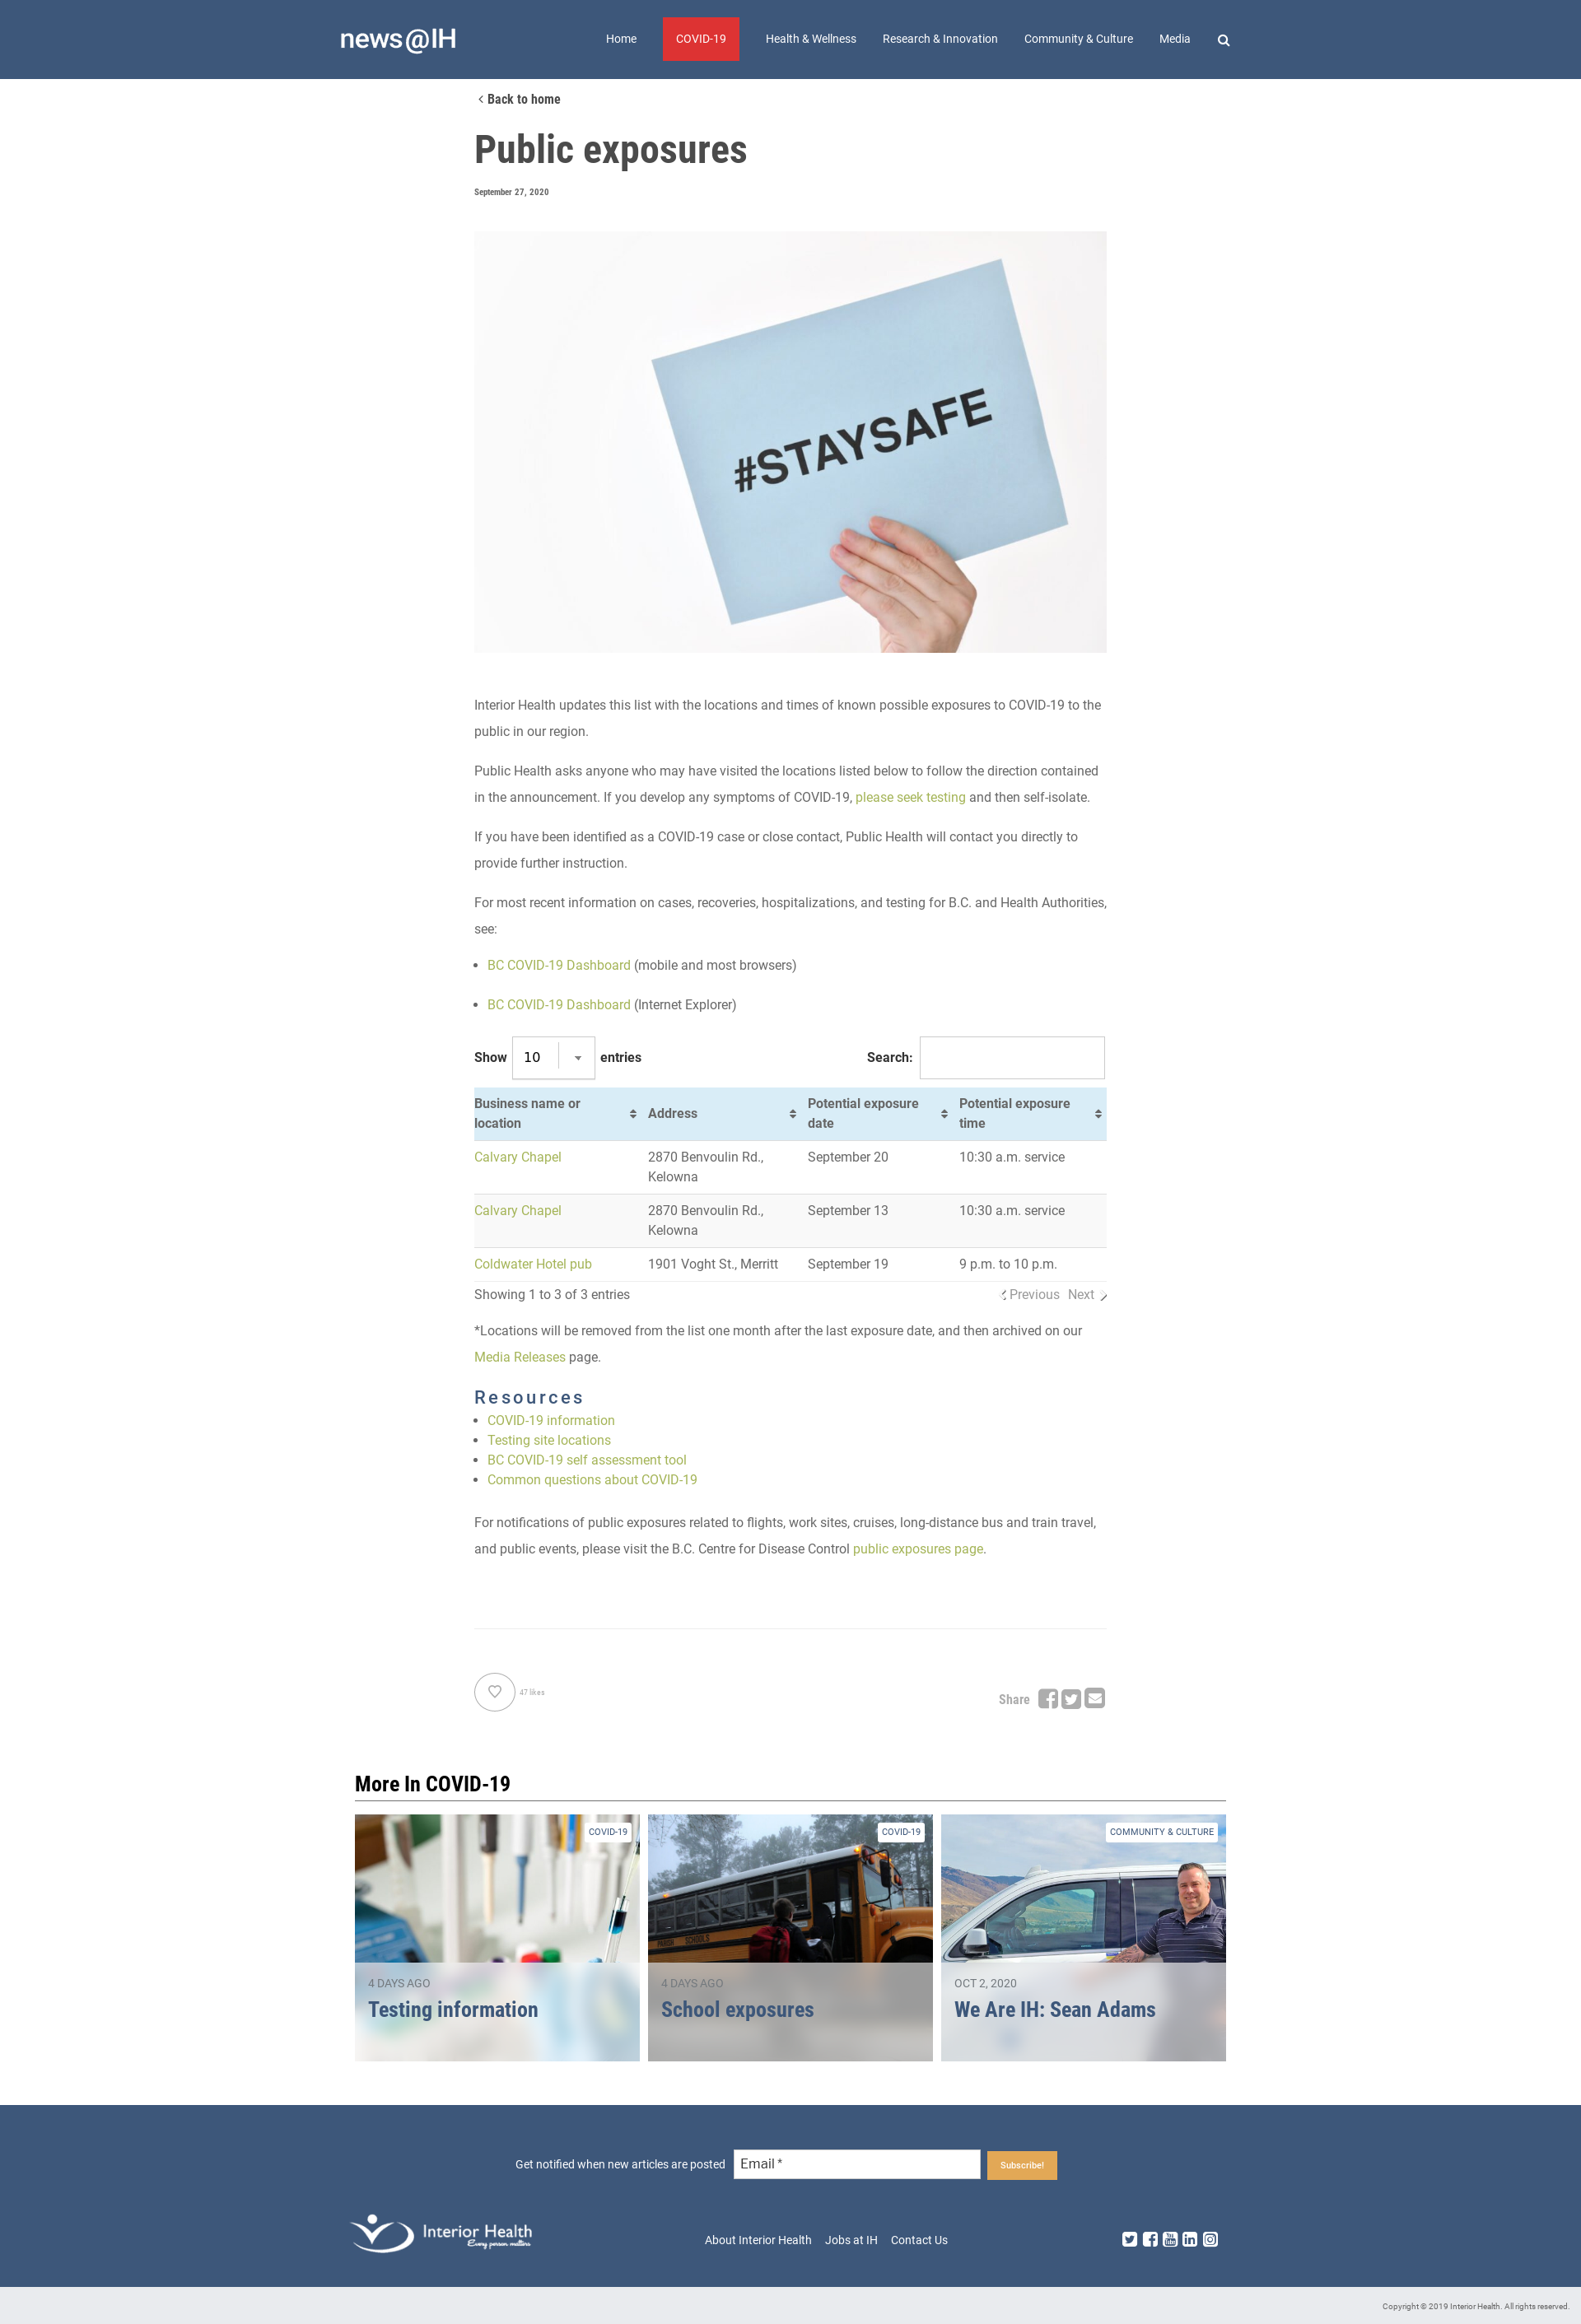 news@IH
Home COVID-19 Health & Wellness Research & Innovation Community & Culture Media
Back to home
Public exposures
September 27, 2020
#STAYSAFE
Interior Health updates this list with the locations and times of known possible exposures to COVID-19 to the
public in our region.
Public Health asks anyone who may have visited the locations listed below to follow the direction contained
in the announcement. If you develop any symptoms of COVID-19, please seek testing and then self-isolate.
If you have been identified as a COVID-19 case or close contact, Public Health will contact you directly to
provide further instruction.
For most recent information on cases, recoveries, hospitalizations, and testing for B.C. and Health Authorities,
see:
• BC COVID-19 Dashboard (mobile and most browsers)
• BC COVID-19 Dashboard (Internet Explorer)
Show 10 entries Search:
Business name or location Address Potential exposure date Potential exposure time
Calvary Chapel 2870 Benvoulin Rd., Kelowna September 20 10:30 a.m. service
Calvary Chapel 2870 Benvoulin Rd., Kelowna September 13 10:30 a.m. service
Coldwater Hotel pub 1901 Voght St., Merritt September 19 9 p.m. to 10 p.m.
Showing 1 to 3 of 3 entries Previous Next
*Locations will be removed from the list one month after the last exposure date, and then archived on our
Media Releases page.
Resources
• COVID-19 information
• Testing site locations
• BC COVID-19 self assessment tool
• Common questions about COVID-19
For notifications of public exposures related to flights, work sites, cruises, long-distance bus and train travel,
and public events, please visit the B.C. Centre for Disease Control public exposures page.
47 likes Share
More In COVID-19
COVID-19
4 DAYS AGO
Testing information
COVID-19
SCHOOLS
4 DAYS AGO
School exposures
COMMUNITY & CULTURE
OCT 2, 2020
We Are IH: Sean Adams
Get notified when new articles are posted Email * Subscribe!
Interior Health
Every person matters
About Interior Health Jobs at IH Contact Us
Copyright © 2019 Interior Health. All rights reserved.